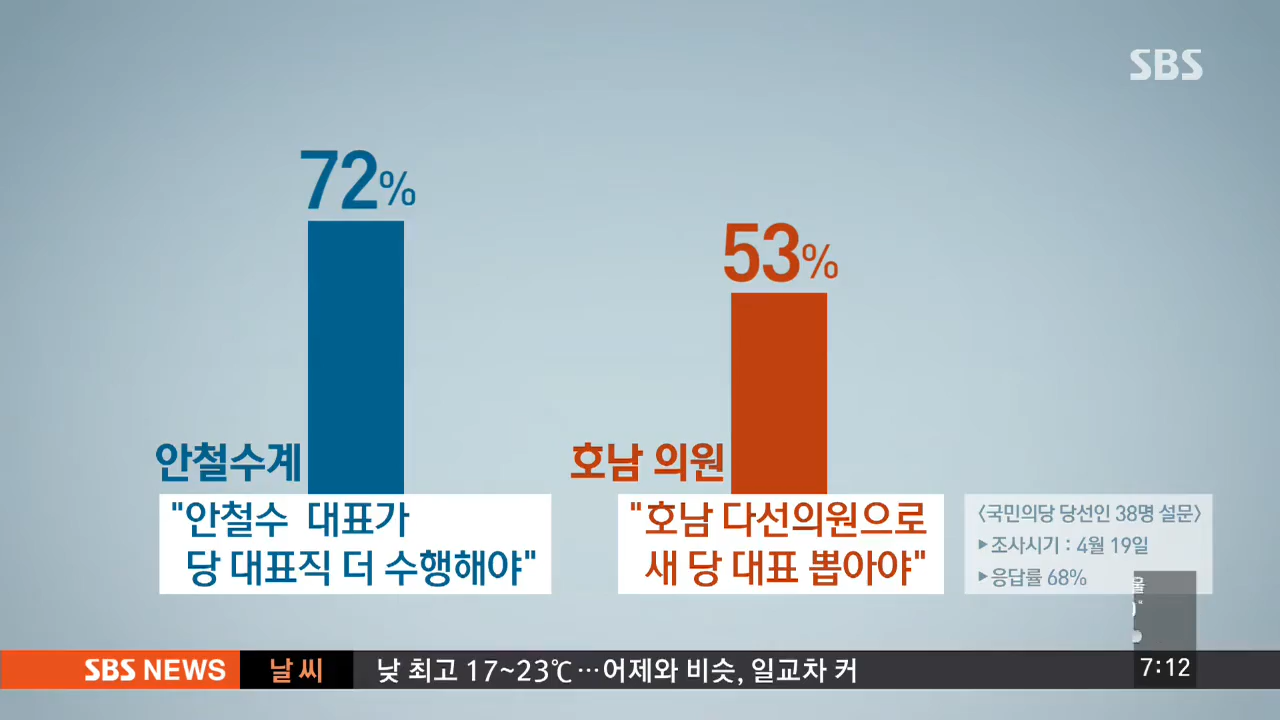 SBS
72%
53%
안철수계
호남 의원
"안철수 대표가
당 대표직 더 수행해야"
"호남 다선의원으로
새 당 대표 뽑아야"
〈국민의당 당선인 38명 설문〉
▶조사시기 : 4월 19일
▶응답률 68%
SBS NEWS
날씨
낮 최고 17~23℃…어제와 비슷, 일교차 커
7:12